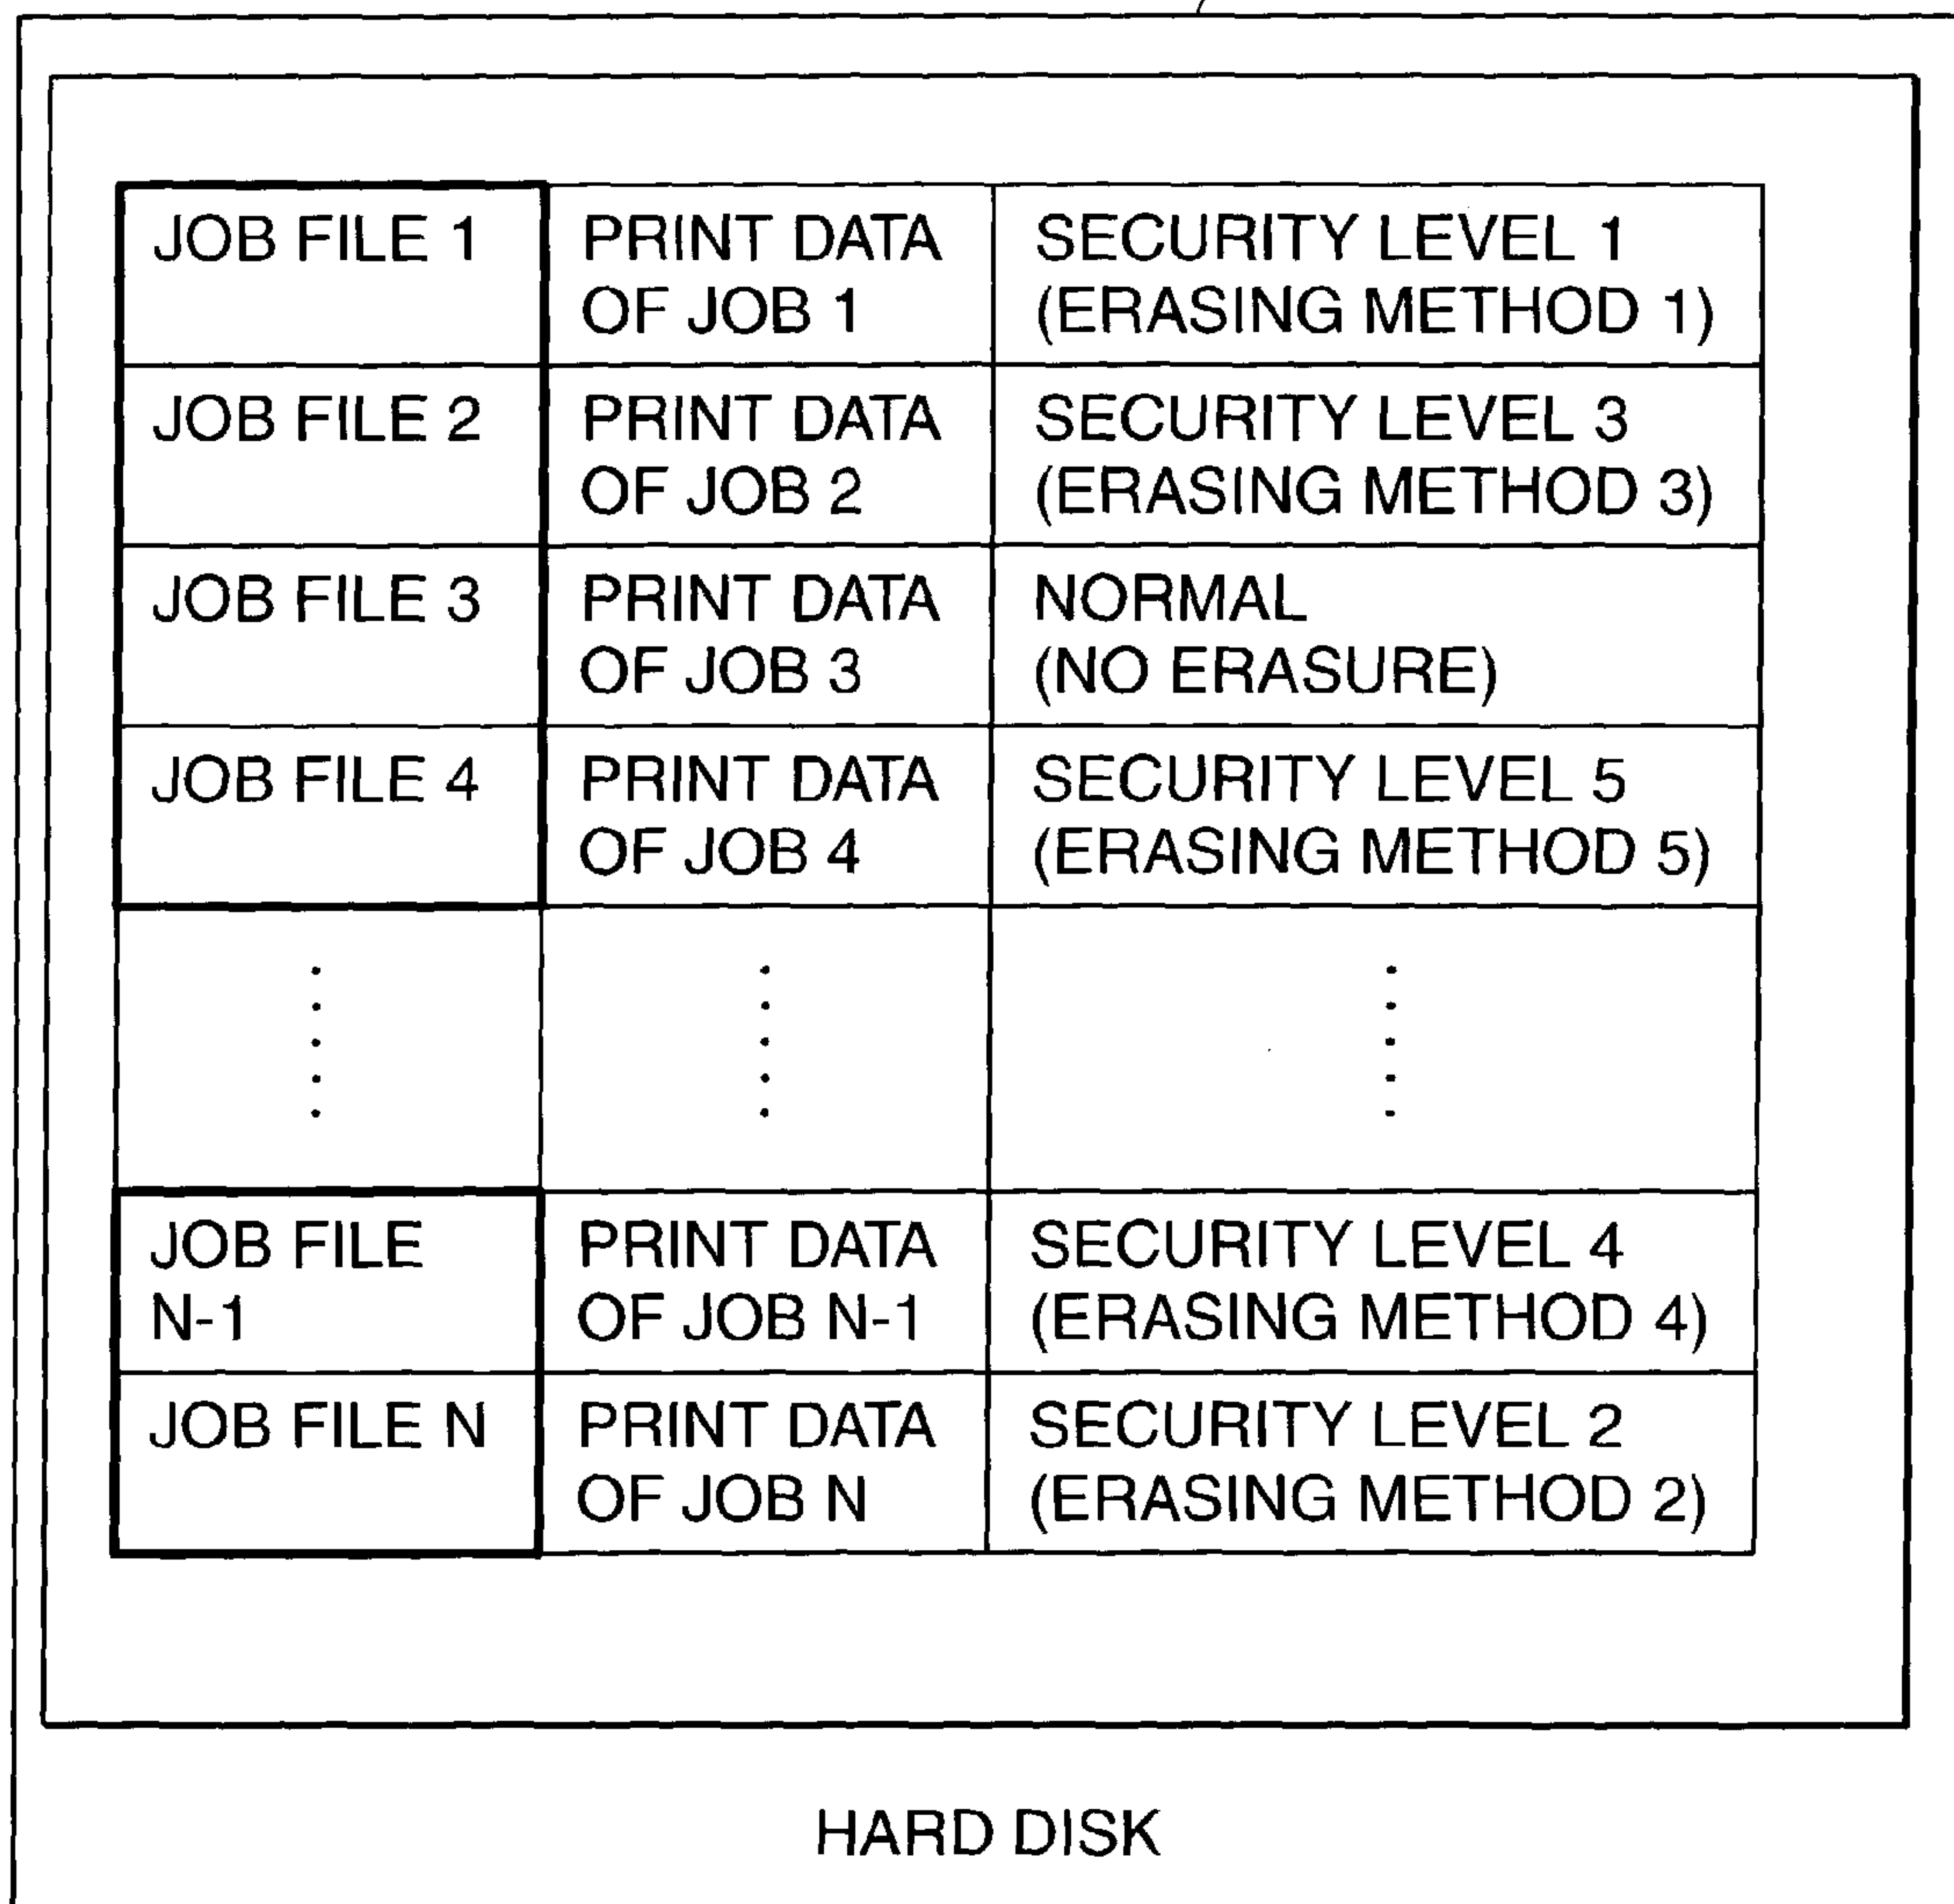 JOB FILE 1
PRINT DATA
OF JOB 1
SECURITY LEVEL 1
(ERASING METHOD 1)
JOB FILE 2
PRINT DATA
OF JOB 2
SECURITY LEVEL 3
(ERASING METHOD 3)
JOB FILE 3
PRINT DATA
OF JOB 3
NORMAL
(NO ERASURE)
JOB FILE 4
PRINT DATA
OF JOB 4
SECURITY LEVEL 5
(ERASING METHOD 5)
JOB FILE
N-1
PRINT DATA
OF JOB N-1
SECURITY LEVEL 4
(ERASING METHOD 4)
JOB FILE N
PRINT DATA
OF JOB N
SECURITY LEVEL 2
(ERASING METHOD 2)
HARD DISK